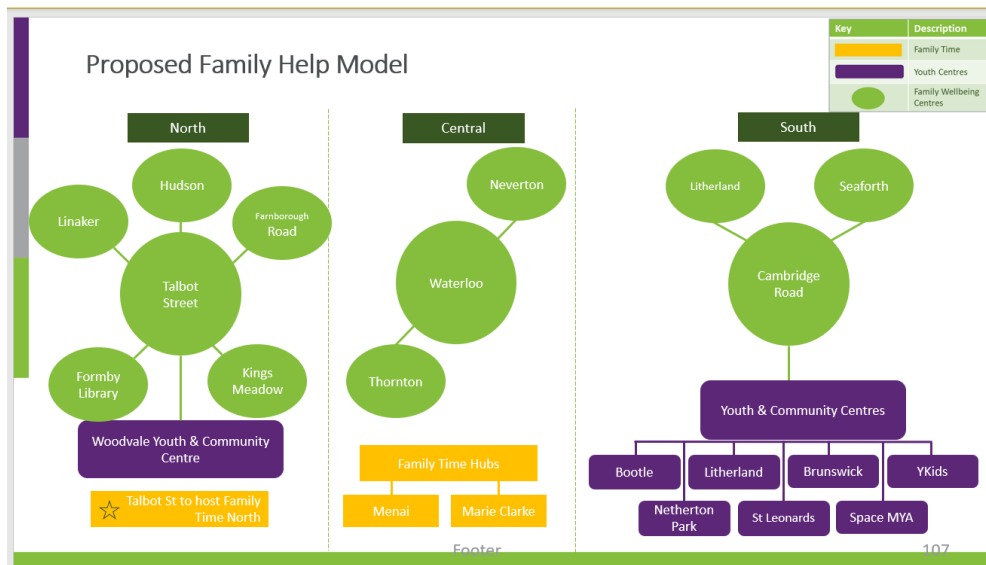 Proposed Family Help Model
Key Description
Family Time
Youth Centres
Family Wellbeing
Centres
North
Hudson
Linaker
Farnborough
Road
Talbot
Street
Formby
Library
Kings
Meadow
Woodvale Youth & Community
Centre
Talbot St to host Family
Time North
Central
Neverton
Waterloo
Thornton
Family Time Hubs
Menai
Marie Clarke
South
Litherland
Seaforth
Cambridge
Road
Youth & Community Centres
Bootle
Litherland
Brunswick
YKids
Netherton
Park
St Leonards
Space MYA
Footer
107